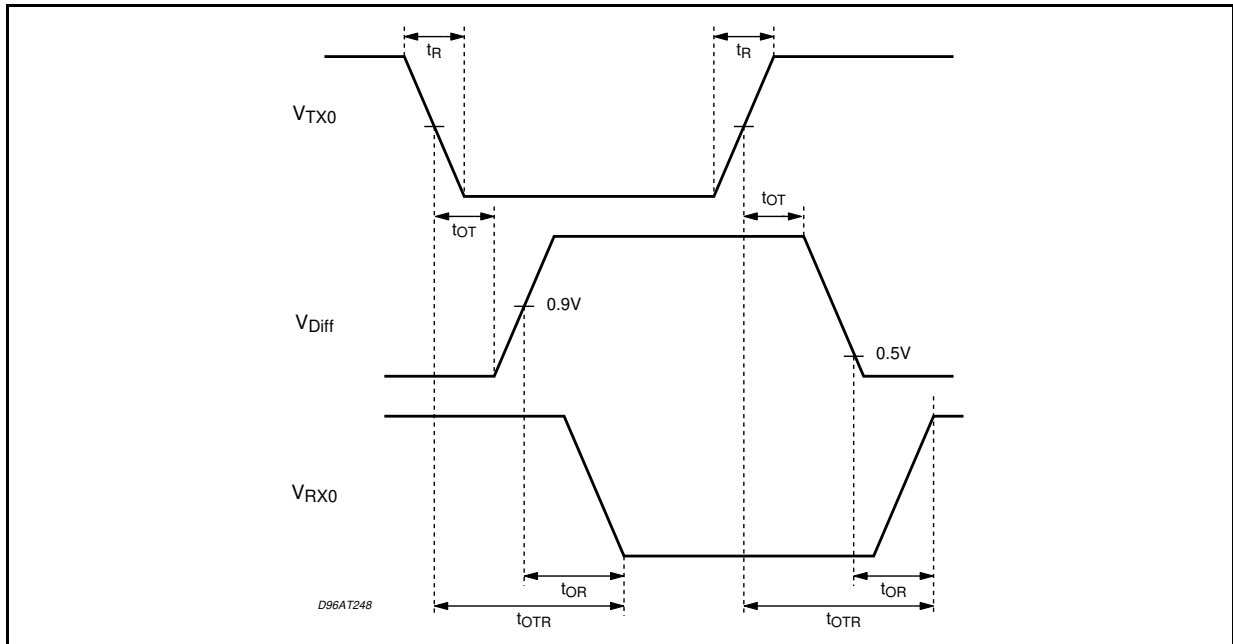 tR
tR
VTX0
tOT
tOT
0.9V
VDiff
0.5V
VRX0
tOR
tOR
D96AT248
tOTR
tOTR